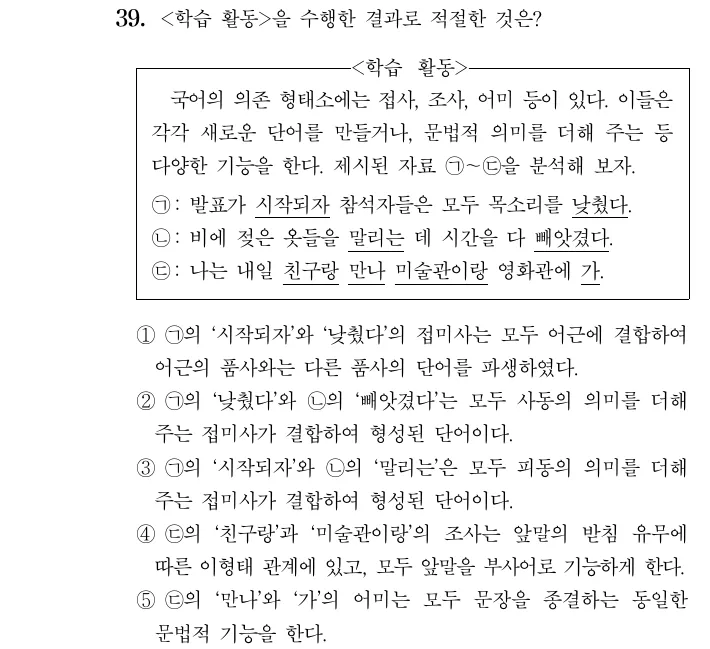 39. <학습 활동>을 수행한 결과로 적절한 것은?
<학습 활동>
국어의 의존 형태소에는 접사, 조사, 어미 등이 있다. 이들은
각각 새로운 단어를 만들거나, 문법적 의미를 더해 주는 등
다양한 기능을 한다. 제시된 자료 ㉠~㉢을 분석해 보자.
㉠: 발표가 시작되자 참석자들은 모두 목소리를 낮췄다.
㉡: 비에 젖은 옷들을 말리는 데 시간을 다 빼앗겼다.
㉢: 나는 내일 친구랑 만나 미술관이랑 영화관에 가.
① ㉠의 ‘시작되자’와 ‘낮췄다’의 접미사는 모두 어근에 결합하여
어근의 품사와는 다른 품사의 단어를 파생하였다.
② ㉠의 ‘낮췄다’와 ㉡의 ‘빼앗겼다’는 모두 사동의 의미를 더해
주는 접미사가 결합하여 형성된 단어이다.
③ ㉠의 ‘시작되자’와 ㉡의 ‘말리는’은 모두 피동의 의미를 더해
주는 접미사가 결합하여 형성된 단어이다.
④ ㉢의 ‘친구랑’과 ‘미술관이랑’의 조사는 앞말의 받침 유무에
따른 이형태 관계에 있고, 모두 앞말을 부사어로 기능하게 한다.
⑤ ㉢의 ‘만나’와 ‘가’의 어미는 모두 문장을 종결하는 동일한
문법적 기능을 한다.